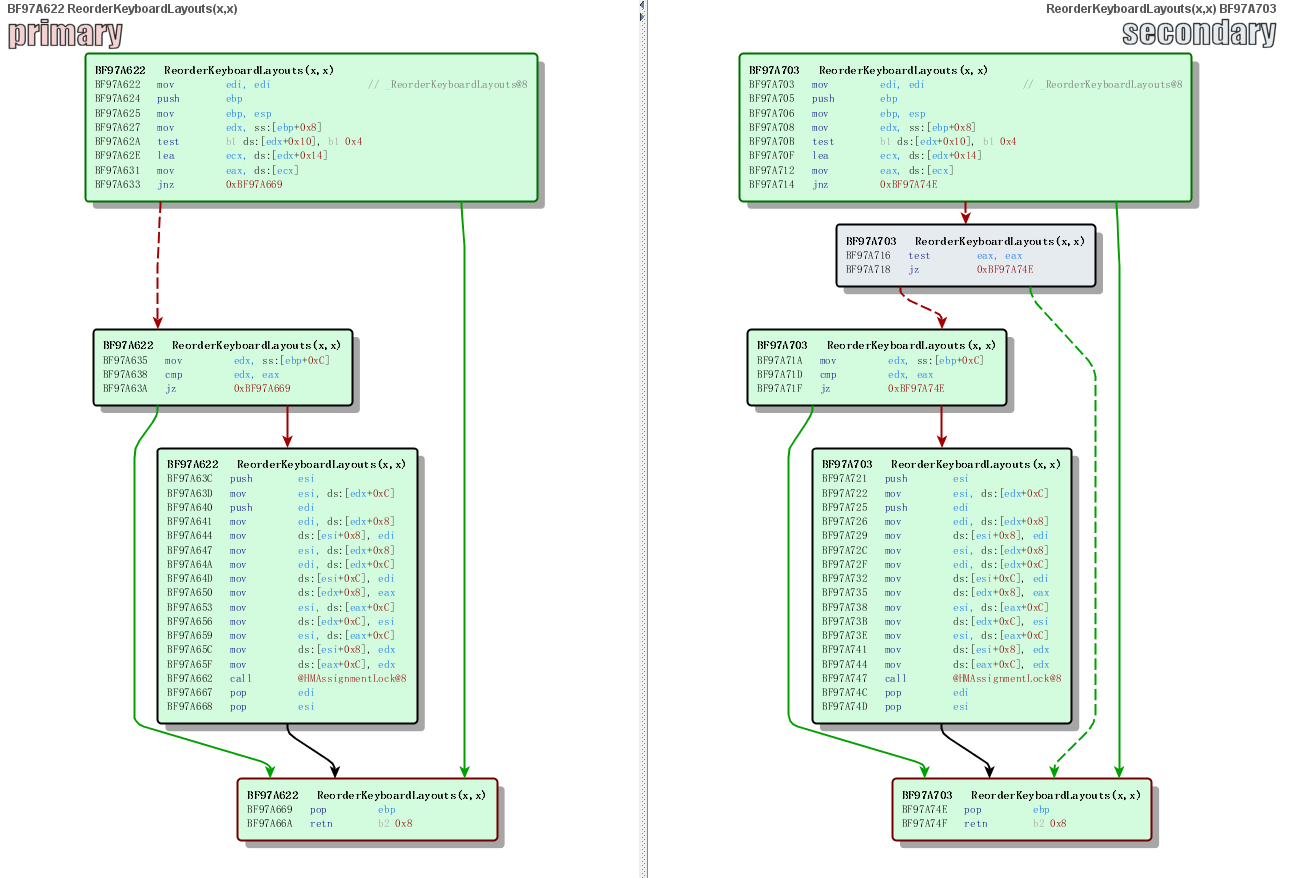 BF97A622 ReorderKeyboardLayouts(x,x)
primary
BF97A622 ReorderKeyboardLayouts(x,x)
BF97A622 mov edi, edi // _ReorderKeyboardLayouts@8
BF97A624 push ebp
BF97A625 mov ebp, esp
BF97A627 mov edx, ss:[ebp+0x8]
BF97A62A test b1 ds:[edx+0x10], b1 0x4
BF97A62E lea ecx, ds:[edx+0x14]
BF97A631 mov eax, ds:[ecx]
BF97A633 jnz 0xBF97A669
BF97A622 ReorderKeyboardLayouts(x,x)
BF97A635 mov edx, ss:[ebp+0xC]
BF97A638 cmp edx, eax
BF97A63A jz 0xBF97A669
BF97A622 ReorderKeyboardLayouts(x,x)
BF97A63C push esi
BF97A63D mov esi, ds:[edx+0xC]
BF97A640 push edi
BF97A641 mov edi, ds:[edx+0x8]
BF97A644 mov ds:[esi+0x8], edi
BF97A647 mov esi, ds:[edx+0x8]
BF97A64A mov edi, ds:[edx+0xC]
BF97A64D mov ds:[esi+0xC], edi
BF97A650 mov ds:[edx+0x8], eax
BF97A653 mov esi, ds:[eax+0xC]
BF97A656 mov ds:[edx+0xC], esi
BF97A659 mov esi, ds:[eax+0xC]
BF97A65C mov ds:[esi+0x8], edx
BF97A65F mov ds:[eax+0xC], edx
BF97A662 call @HMAssignmentLock@8
BF97A667 pop edi
BF97A668 pop esi
BF97A622 ReorderKeyboardLayouts(x,x)
BF97A669 pop ebp
BF97A66A retn b2 0x8
ReorderKeyboardLayouts(x,x) BF97A703
secondary
BF97A703 ReorderKeyboardLayouts(x,x)
BF97A703 mov edi, edi // _ReorderKeyboardLayouts@8
BF97A705 push ebp
BF97A706 mov ebp, esp
BF97A708 mov edx, ss:[ebp+0x8]
BF97A70B test b1 ds:[edx+0x10], b1 0x4
BF97A70F lea ecx, ds:[edx+0x14]
BF97A712 mov eax, ds:[ecx]
BF97A714 jnz 0xBF97A74E
BF97A703 ReorderKeyboardLayouts(x,x)
BF97A716 test eax, eax
BF97A718 jz 0xBF97A74E
BF97A703 ReorderKeyboardLayouts(x,x)
BF97A71A mov edx, ss:[ebp+0xC]
BF97A71D cmp edx, eax
BF97A71F jz 0xBF97A74E
BF97A703 ReorderKeyboardLayouts(x,x)
BF97A721 push esi
BF97A722 mov esi, ds:[edx+0xC]
BF97A725 push edi
BF97A726 mov edi, ds:[edx+0x8]
BF97A729 mov ds:[esi+0x8], edi
BF97A72C mov esi, ds:[edx+0x8]
BF97A72F mov edi, ds:[edx+0xC]
BF97A732 mov ds:[esi+0xC], edi
BF97A735 mov ds:[edx+0x8], eax
BF97A738 mov esi, ds:[eax+0xC]
BF97A73B mov ds:[edx+0xC], esi
BF97A73E mov esi, ds:[eax+0xC]
BF97A741 mov ds:[esi+0x8], edx
BF97A744 mov ds:[eax+0xC], edx
BF97A747 call @HMAssignmentLock@8
BF97A74C pop edi
BF97A74D pop esi
BF97A703 ReorderKeyboardLayouts(x,x)
BF97A74E pop ebp
BF97A74F retn b2 0x8